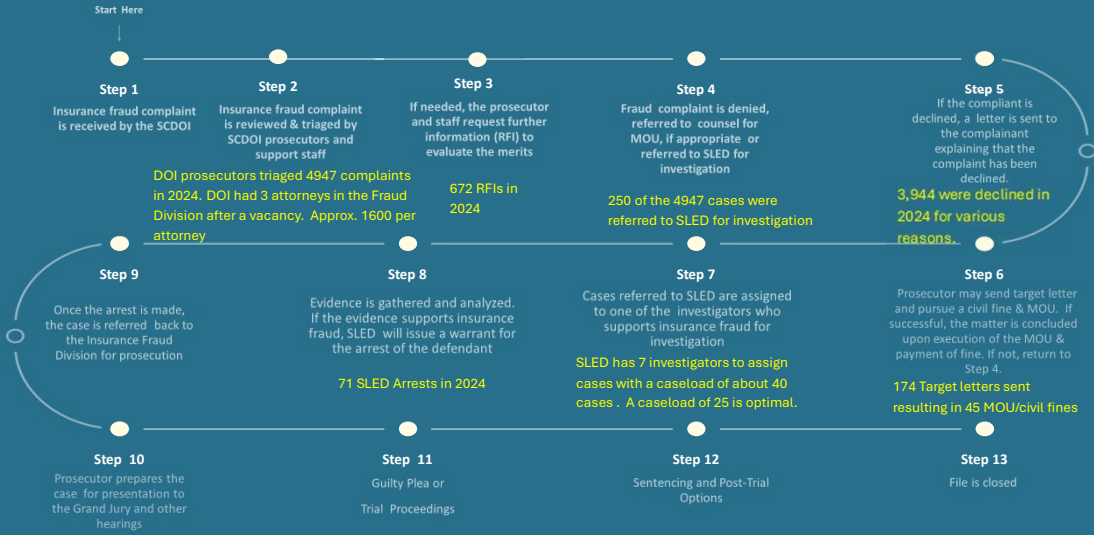 Start Here
Step 1
Insurance fraud complaint
is received by the SCDOI
Step 2
Insurance fraud complaint
is reviewed & triaged by
SCDOI prosecutors and
support staff
DOI prosecutors triaged 4947 complaints
in 2024. DOI had 3 attorneys in the Fraud
Division after a vacancy. Approx. 1600 per
attorney
Step 3
If needed, the prosecutor
and staff request further
information (RFI) to
evaluate the merits
672 RFIs in
2024
Step 4
Fraud complaint is denied,
referred to counsel for
MOU, if appropriate or
referred to SLED for
investigation
250 of the 4947 cases were
referred to SLED for investigation
Step 5
If the compliant is
declined, a letter is sent to
the complainant
explaining that the
complaint has been
declined.
3,944 were declined in
2024 for various
reasons.
Step 6
Prosecutor may send target letter
and pursue a civil fine & MOU. If
successful, the matter is concluded
upon execution of the MOU &
payment of fine. If not, return to
Step 4.
174 Target letters sent
resulting in 45 MOU/civil fines
Step 7
Cases referred to SLED are assigned
to one of the investigators who
supports insurance fraud for
investigation
SLED has 7 investigators to assign
cases with a caseload of about 40
cases . A caseload of 25 is optimal.
Step 8
Evidence is gathered and analyzed.
If the evidence supports insurance
fraud, SLED will issue a warrant for
the arrest of the defendant
71 SLED Arrests in 2024
Step 9
Once the arrest is made,
the case is referred back to
the Insurance Fraud
Division for prosecution
Step 10
Prosecutor prepares the
case for presentation to
the Grand Jury and other
hearings
Step 11
Guilty Plea or
Trial Proceedings
Step 12
Sentencing and Post-Trial
Options
Step 13
File is closed